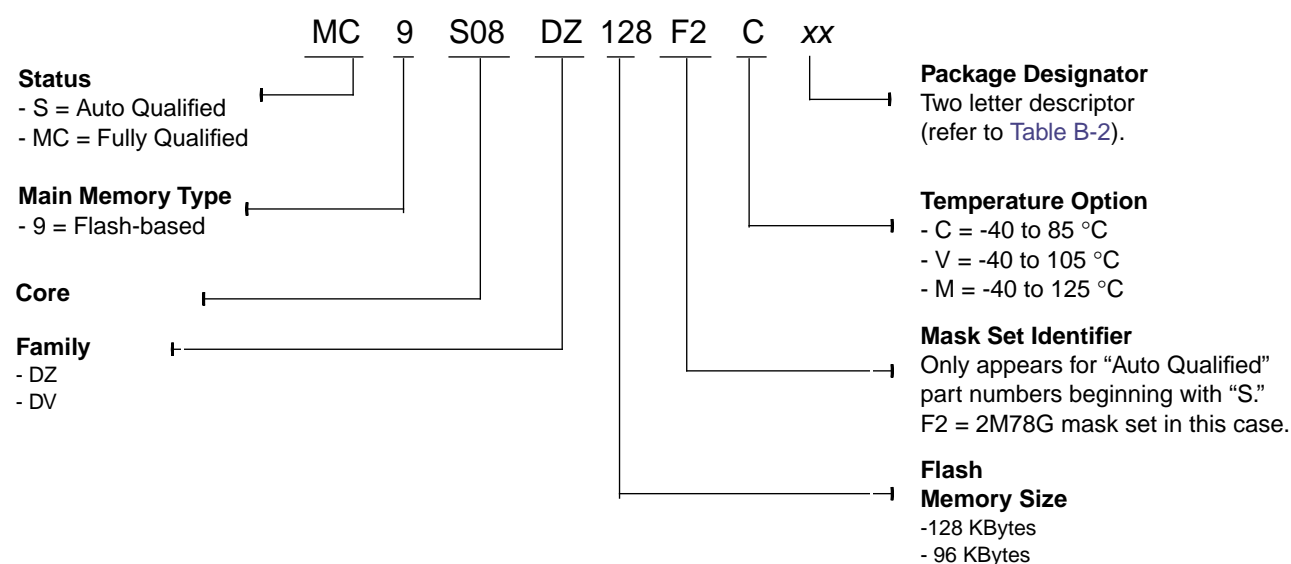 MC 9 S08 DZ 128 F2 C xx
Status
- S = Auto Qualified
- MC = Fully Qualified
Main Memory Type
- 9 = Flash-based
Core
Family
- DZ
- DV
Package Designator
Two letter descriptor
(refer to Table B-2).
Temperature Option
- C = -40 to 85 °C
- V = -40 to 105 °C
- M = -40 to 125 °C
Mask Set Identifier
Only appears for “Auto Qualified”
part numbers beginning with “S.”
F2 = 2M78G mask set in this case.
Flash
Memory Size
-128 KBytes
- 96 KBytes